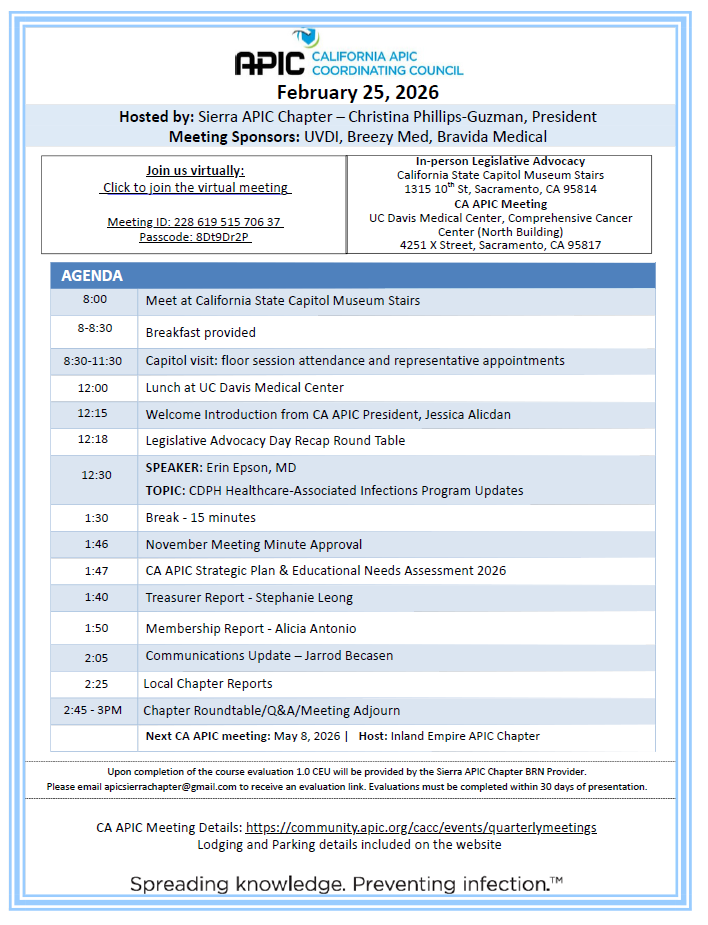 APIC
CALIFORNIA APIC
COORDINATING COUNCIL
February 25, 2026
Hosted by: Sierra APIC Chapter – Christina Phillips-Guzman, President
Meeting Sponsors: UVDI, Breezy Med, Bravida Medical
Join us virtually:
Click to join the virtual meeting
Meeting ID: 228 619 515 706 37
Passcode: 8Dt9Dr2P
In-person Legislative Advocacy
California State Capitol Museum Stairs
1315 10th St, Sacramento, CA 95814
CA APIC Meeting
UC Davis Medical Center, Comprehensive Cancer
Center (North Building)
4251 X Street, Sacramento, CA 95817
AGENDA
8:00 Meet at California State Capitol Museum Stairs
8-8:30 Breakfast provided
8:30-11:30 Capitol visit: floor session attendance and representative appointments
12:00 Lunch at UC Davis Medical Center
12:15 Welcome Introduction from CA APIC President, Jessica Alicdan
12:18 Legislative Advocacy Day Recap Round Table
12:30 SPEAKER: Erin Epson, MD
TOPIC: CDPH Healthcare-Associated Infections Program Updates
1:30 Break - 15 minutes
1:46 November Meeting Minute Approval
1:47 CA APIC Strategic Plan & Educational Needs Assessment 2026
1:40 Treasurer Report - Stephanie Leong
1:50 Membership Report - Alicia Antonio
2:05 Communications Update – Jarrod Becasen
2:25 Local Chapter Reports
2:45 - 3PM Chapter Roundtable/Q&A/Meeting Adjourn
Next CA APIC meeting: May 8, 2026 | Host: Inland Empire APIC Chapter
Upon completion of the course evaluation 1.0 CEU will be provided by the Sierra APIC Chapter BRN Provider.
Please email apicsierrachapter@gmail.com to receive an evaluation link. Evaluations must be completed within 30 days of presentation.
CA APIC Meeting Details: https://community.apic.org/cacc/events/quarterlymeetings
Lodging and Parking details included on the website
Spreading knowledge. Preventing infection.™